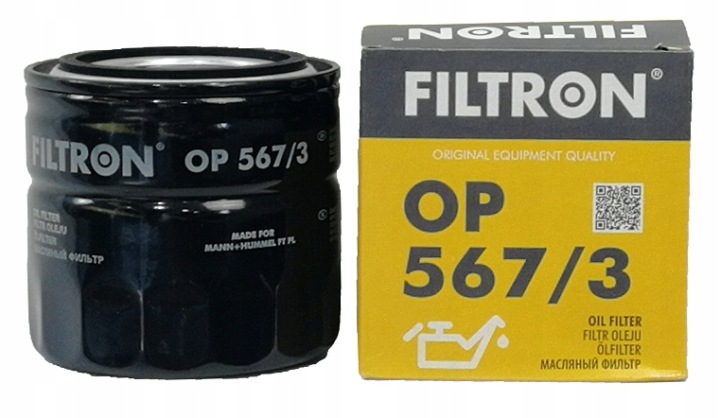 FILTRON® OP 567/3
OIL FILTER
FILTR OLEJU
ÖLFILTER
МАСЛЯНЫЙ ФИЛЬТР
MADE FOR
MANN+HUMMEL FT PL
FILTRON®
ORIGINAL EQUIPMENT QUALITY
OP
567/3
OIL FILTER
FILTR OLEJU
ÖLFILTER
МАСЛЯНЫЙ ФИЛЬТР